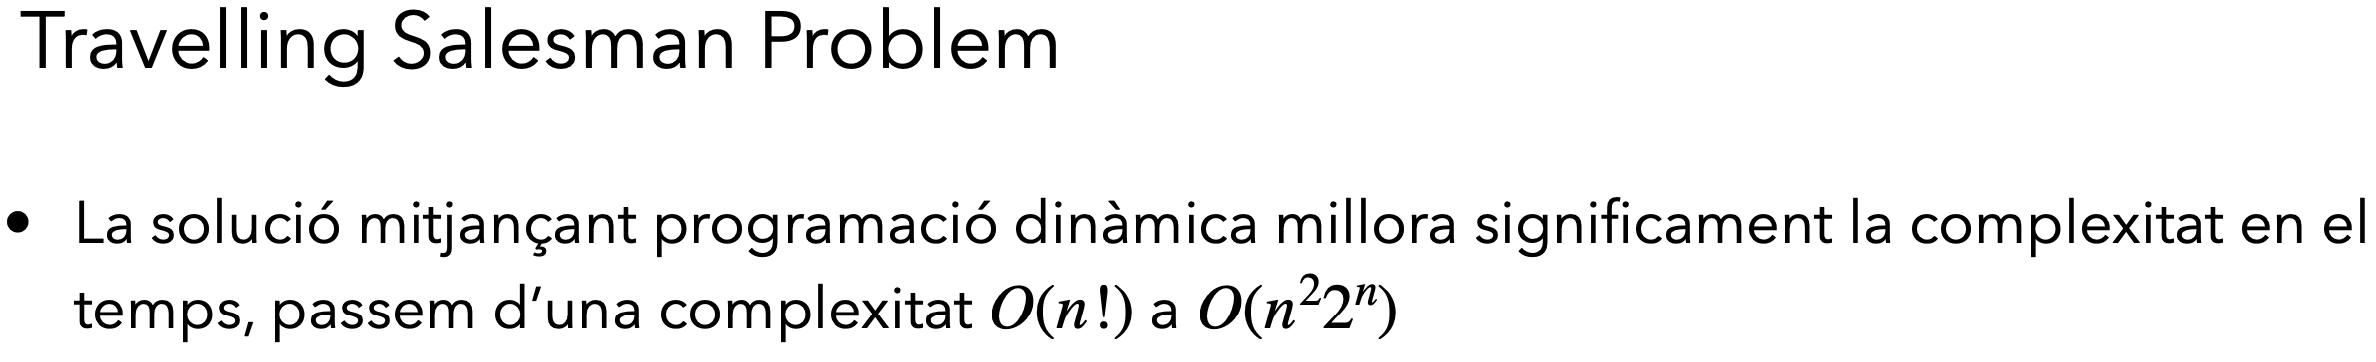 Travelling Salesman Problem
• La solució mitjançant programació dinàmica millora significament la complexitat en el
temps, passem d’una complexitat O(n!) a O(n²2ⁿ)